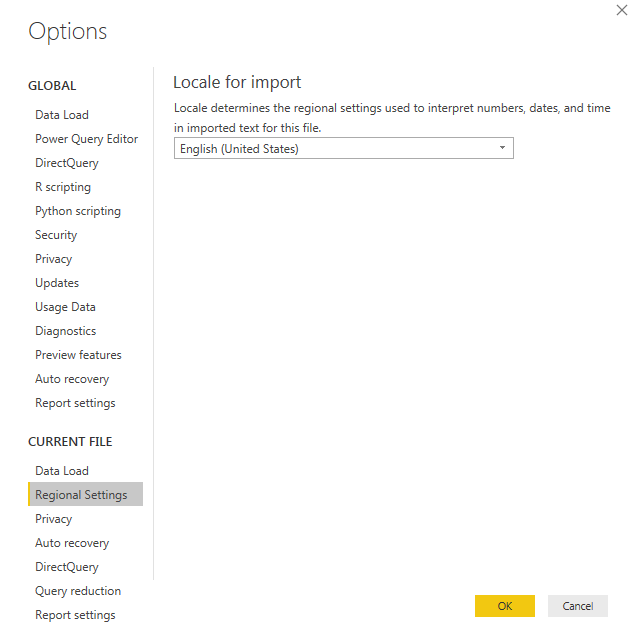 Options
GLOBAL
Data Load
Power Query Editor
DirectQuery
R scripting
Python scripting
Security
Privacy
Updates
Usage Data
Diagnostics
Preview features
Auto recovery
Report settings
CURRENT FILE
Data Load
Regional Settings
Privacy
Auto recovery
DirectQuery
Query reduction
Report settings
Locale for import
Locale determines the regional settings used to interpret numbers, dates, and time
in imported text for this file.
English (United States)
OK
Cancel